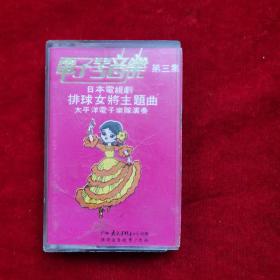 電子音樂 第三集
日本電視劇
排球女將主題曲
太平洋電子樂隊演奏